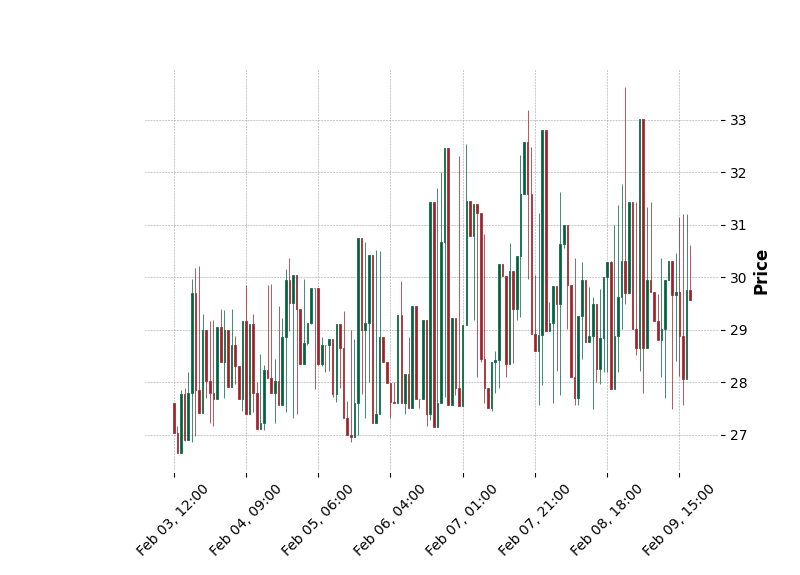 33
32
31
30
29
28
27
Price
Feb 03, 12:00
Feb 04, 09:00
Feb 05, 06:00
Feb 06, 04:00
Feb 07, 01:00
Feb 07, 21:00
Feb 08, 18:00
Feb 09, 15:00